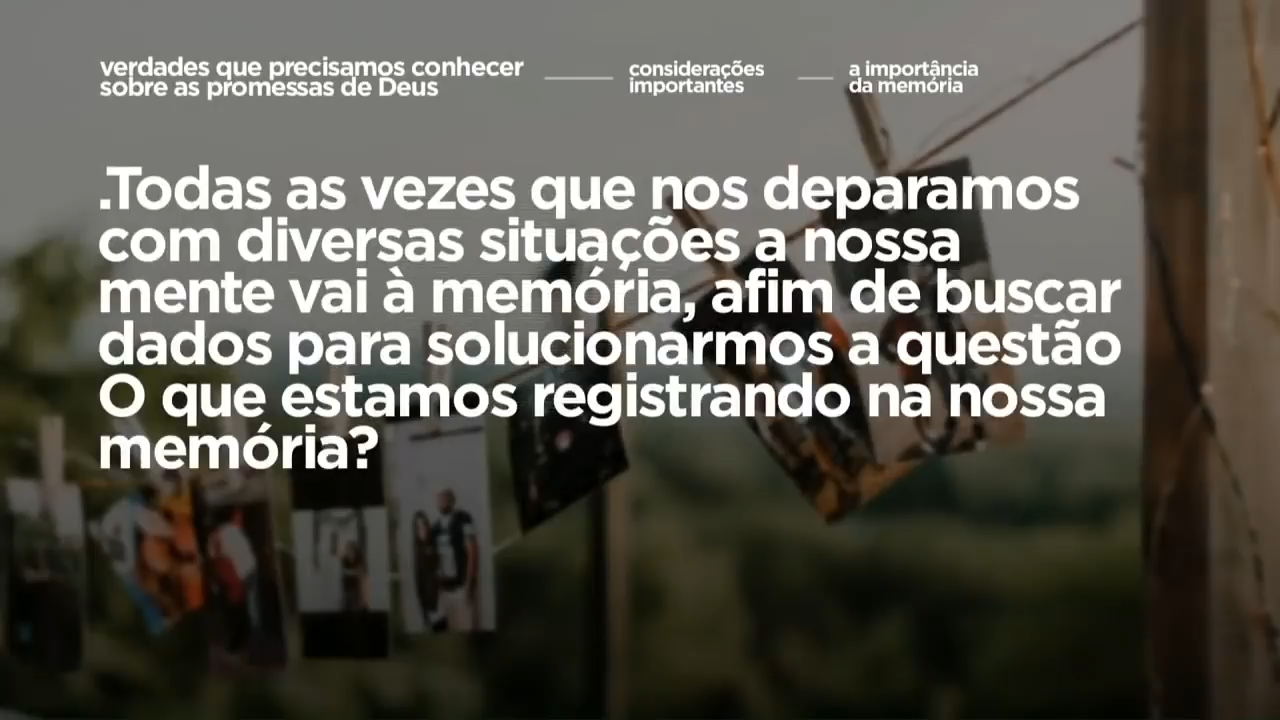 verdades que precisamos conhecer
sobre as promessas de Deus
considerações
importantes
a importância
da memória
.Todas as vezes que nos deparamos
com diversas situações a nossa
mente vai à memória, afim de buscar
dados para solucionarmos a questão
O que estamos registrando na nossa
memória?